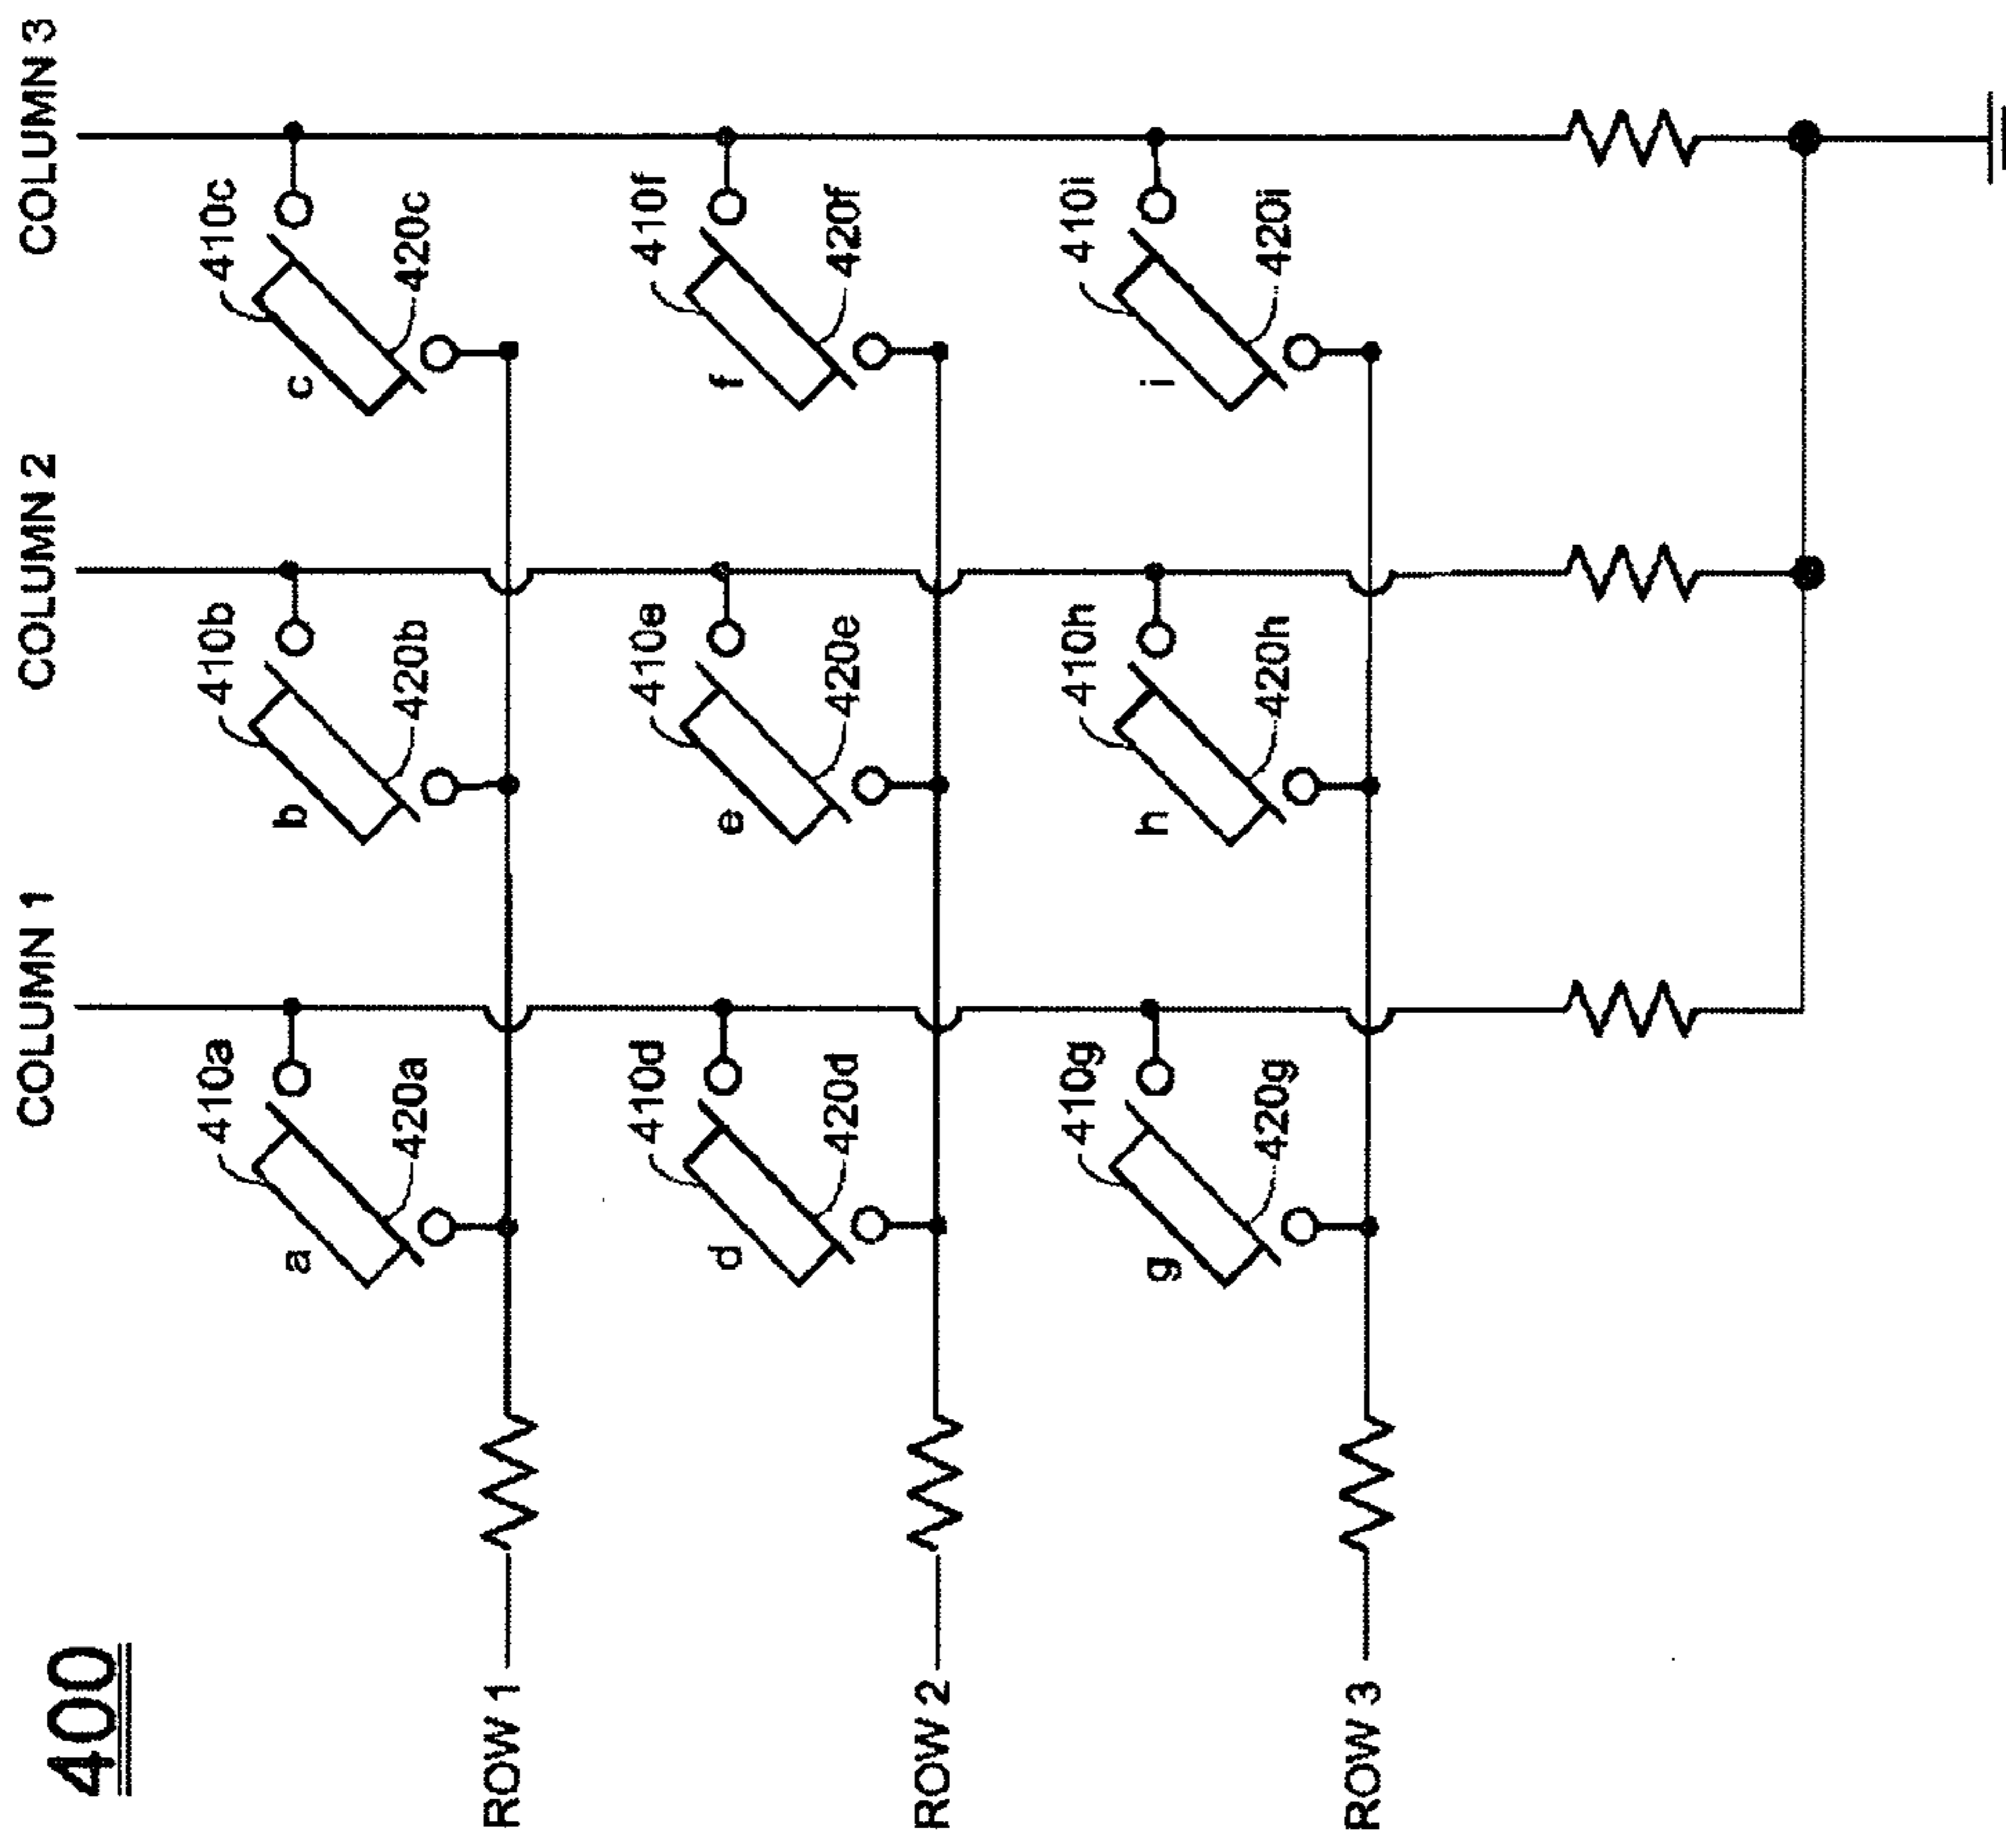 400
COLUMN 1
COLUMN 2
COLUMN 3
410a
410b
410c
a
b
c
420a
420b
420c
ROW 1
410d
410e
410f
d
e
f
420d
420e
420f
ROW 2
410g
410h
410i
g
h
i
420g
420h
420i
ROW 3